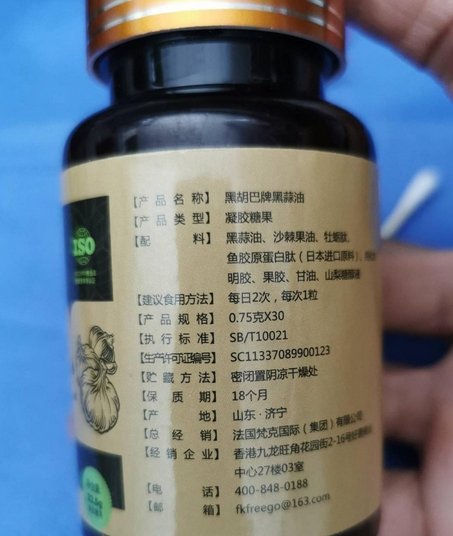 【产品名称】 黑胡巴牌黑蒜油
【产品类型】 凝胶糖果
【配 料】 黑蒜油、沙棘果油、牡蛎肽、
鱼胶原蛋白肽（日本进口原料）、
明胶、果胶、甘油、山梨糖醇液
【建议食用方法】 每日2次，每次1粒
【产品规格】 0.75克X30
【执行标准】 SB/T10021
【生产许可证编号】 SC11337089900123
【贮藏方法】 密闭置阴凉干燥处
【保质期】 18个月
【产 地】 山东·济宁
【总经销】 法国梵克国际（集团）有限公司
【经销企业】 香港九龙旺角花园街2-16号好景商业
中心27楼03室
【电 话】 400-848-0188
【邮 箱】 fkfreego@163.com
ISO